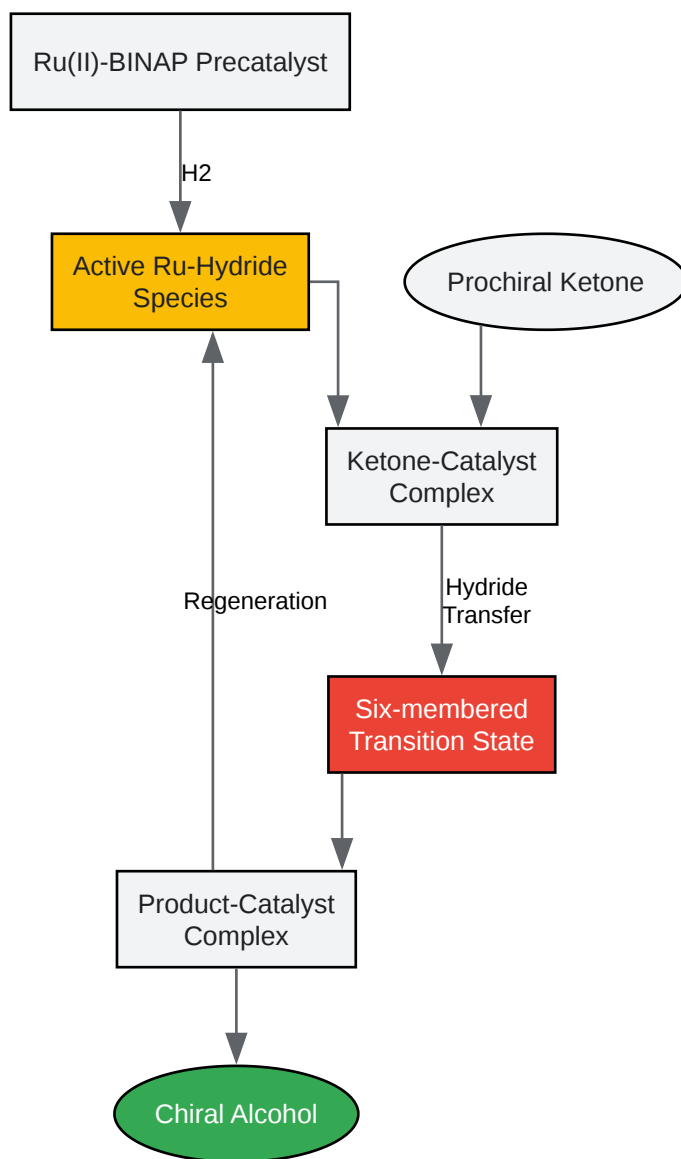 Ru(II)-BINAP Precatalyst
H2
Active Ru-Hydride
Species
Prochiral Ketone
Ketone-Catalyst
Complex
Regeneration
Hydride
Transfer
Six-membered
Transition State
Product-Catalyst
Complex
Chiral Alcohol